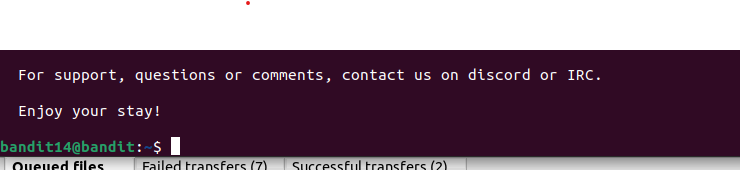 For support, questions or comments, contact us on discord or IRC.
Enjoy your stay!
bandit14@bandit:~$
Queued files Failed transfers (7) Successful transfers (2)